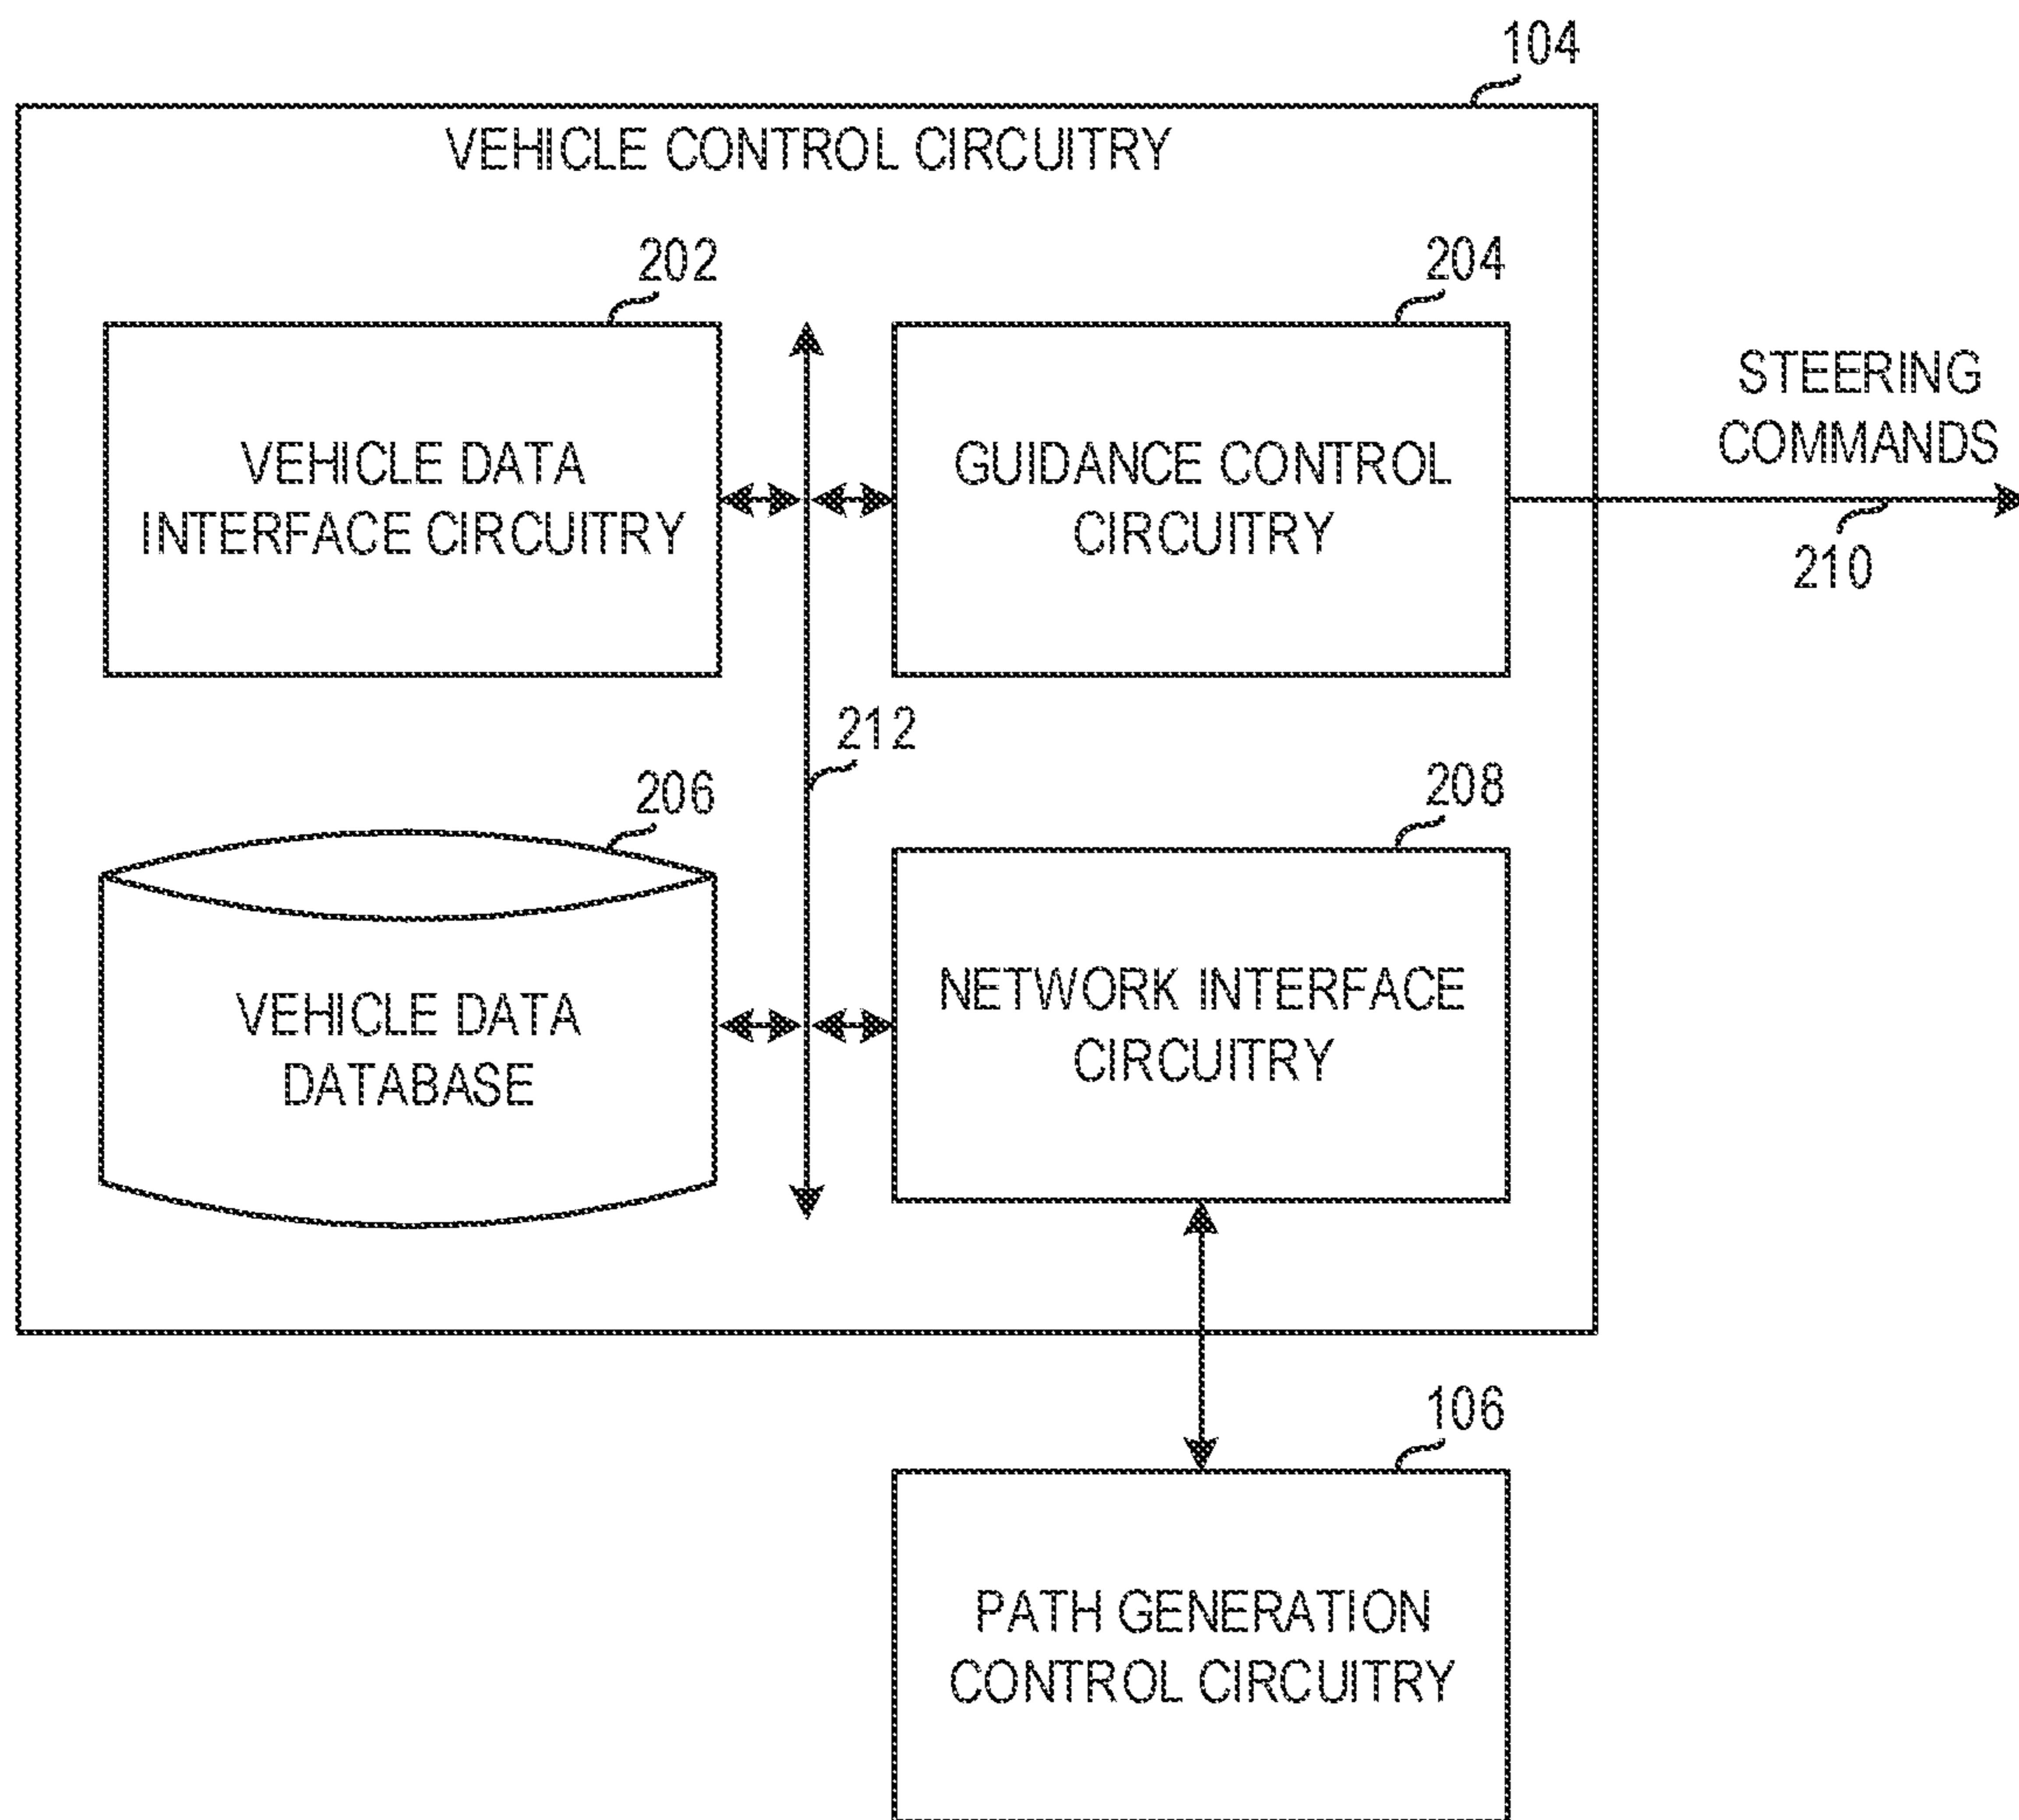 104
VEHICLE CONTROL CIRCUITRY
202
204
VEHICLE DATA
INTERFACE CIRCUITRY
GUIDANCE CONTROL
CIRCUITRY
STEERING
COMMANDS
210
212
206
208
VEHICLE DATA
DATABASE
NETWORK INTERFACE
CIRCUITRY
106
PATH GENERATION
CONTROL CIRCUITRY